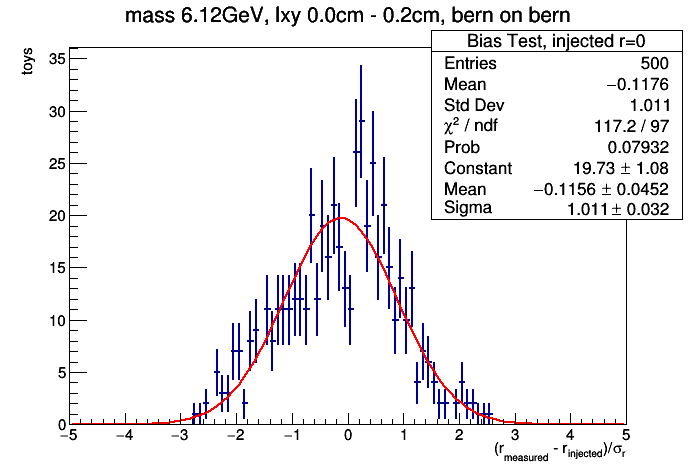 mass 6.12GeV, lxy 0.0cm - 0.2cm, bern on bern
toys
Bias Test, injected r=0
Entries 500
Mean −0.1176
Std Dev 1.011
χ² / ndf 117.2 / 97
Prob 0.07932
Constant 19.73 ± 1.08
Mean −0.1156 ± 0.0452
Sigma 1.011 ± 0.032
35
30
25
20
15
10
5
0
−5 −4 −3 −2 −1 0 1 2 3 4 5
(r_measured - r_injected)/σ_r